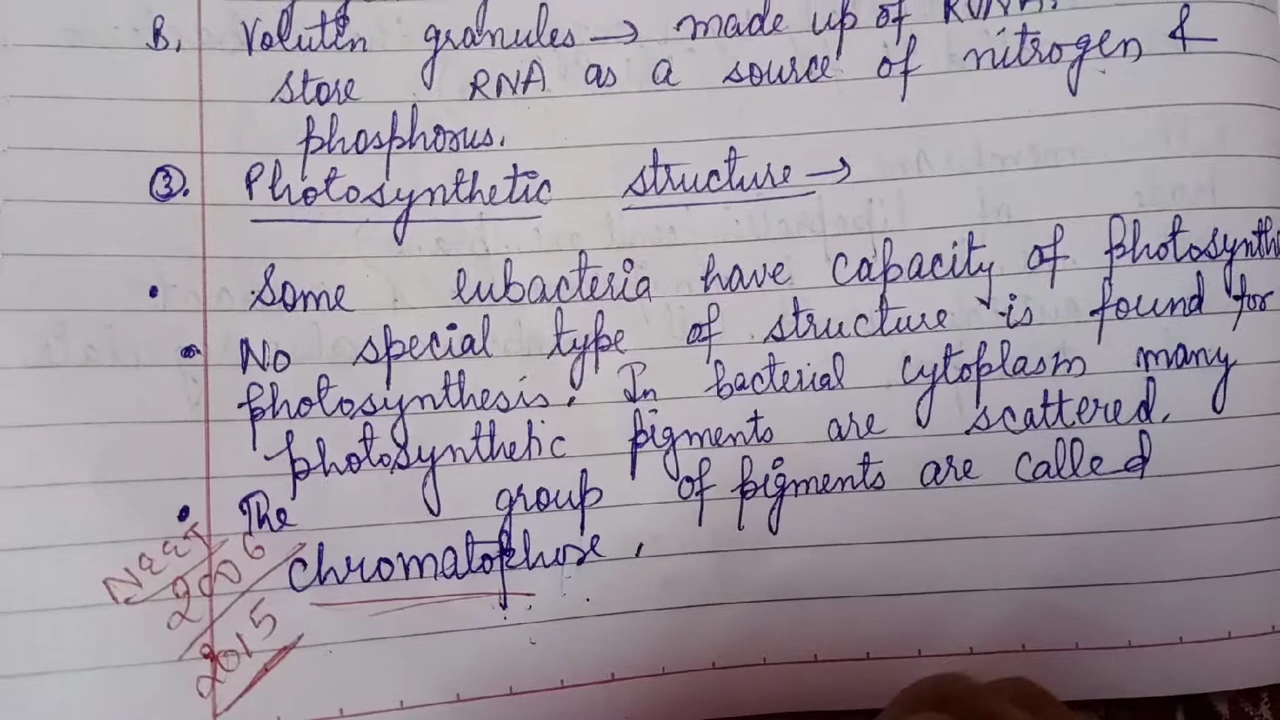 B. Volutin granules → made up of
store RNA as a source of nitrogen &
phosphorus.
③. Photosynthetic structure →
• Some eubacteria have capacity of photosynth
• No special type of structure is found for
photosynthesis. In bacterial cytoplasm many
photosynthetic pigments are scattered.
• The group of pigments are called
chromatophore.
NEET
2006
2015